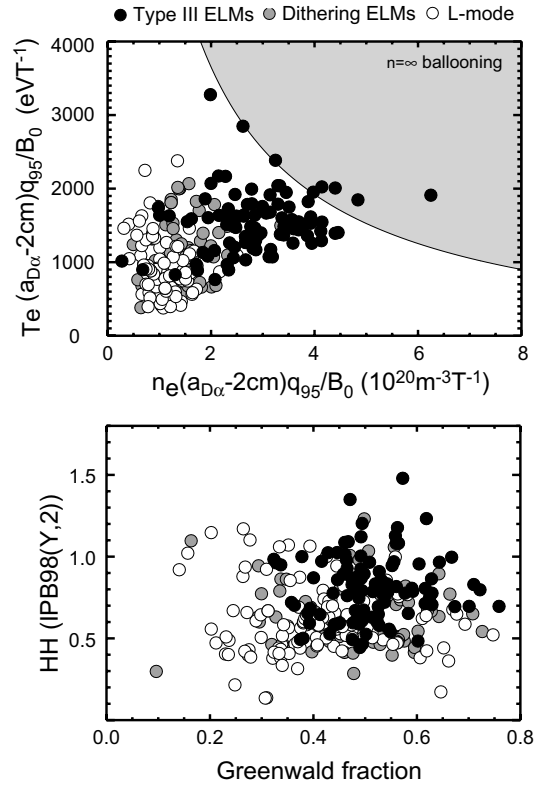 Type III ELMs Dithering ELMs L-mode
4000
3000
2000
1000
0
Te (aDα-2cm)q95/B0 (eVT-1)
n=∞ ballooning
0 2 4 6 8
ne(aDα-2cm)q95/B0 (1020m-3T-1)
1.5
1.0
0.5
HH (IPB98(Y,2))
0.0 0.2 0.4 0.6 0.8
Greenwald fraction